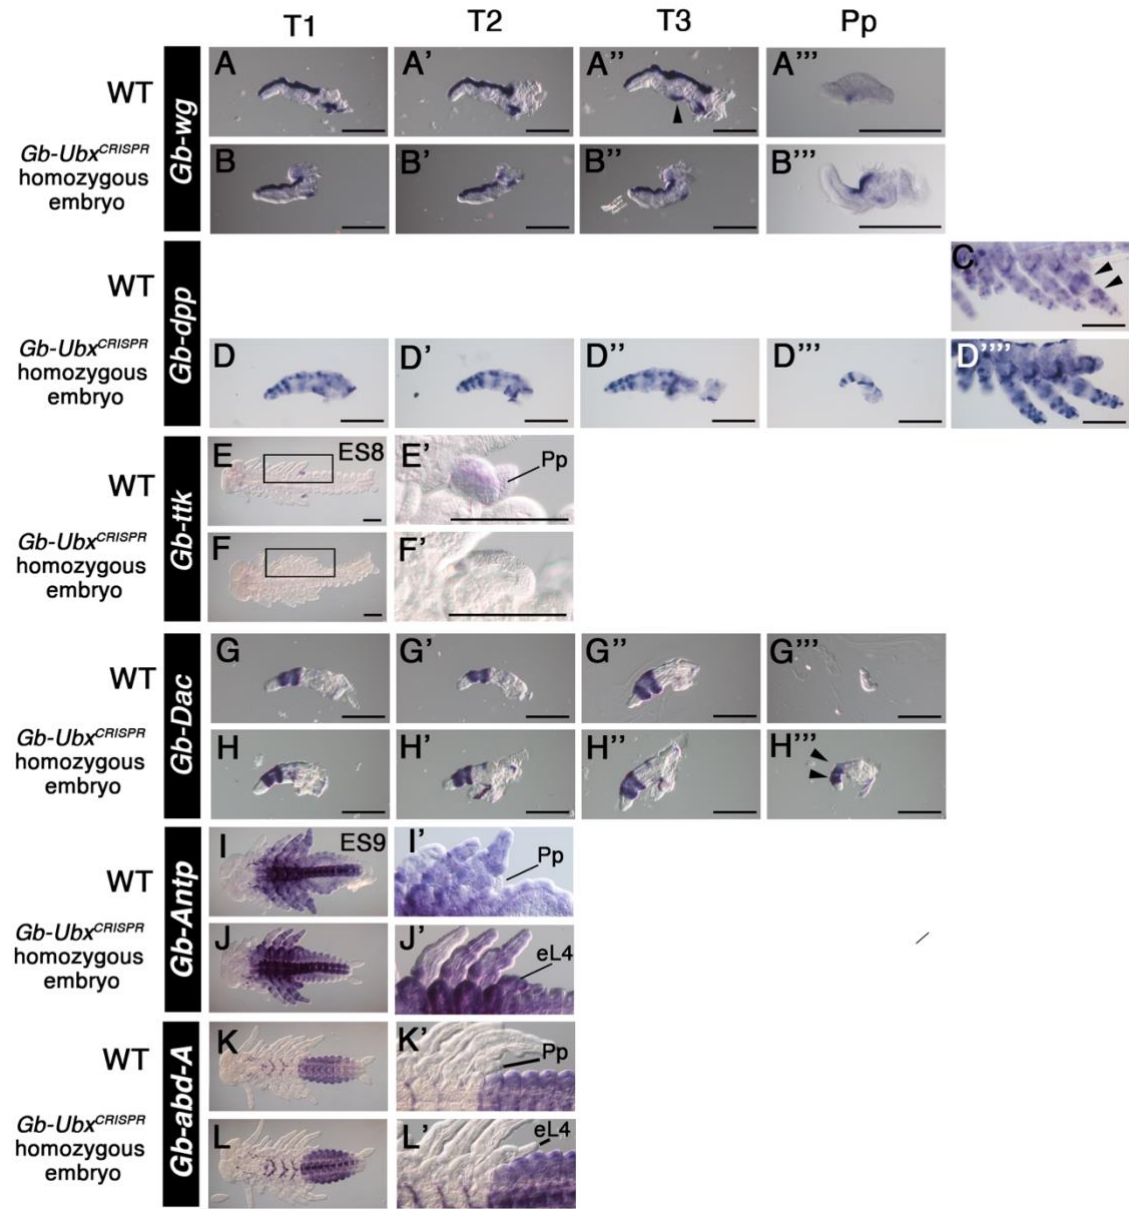 T1 T2 T3 Pp
WT
Gb-Ubx^CRISPR
homozygous
embryo
Gb-wg
A A’ A’’ A’’’
B B’ B’’ B’’’
WT
Gb-Ubx^CRISPR
homozygous
embryo
Gb-dpp
C
D D’ D’’ D’’’ D’’’’
WT
Gb-Ubx^CRISPR
homozygous
embryo
Gb-ttk
E ES8 E’ Pp
F F’
WT
Gb-Ubx^CRISPR
homozygous
embryo
Gb-Dac
G G’ G’’ G’’’
H H’ H’’ H’’’
WT
Gb-Ubx^CRISPR
homozygous
embryo
Gb-Antp
I ES9 I’ Pp
J J’ eL4
WT
Gb-Ubx^CRISPR
homozygous
embryo
Gb-abd-A
K K’ Pp
L L’ eL4